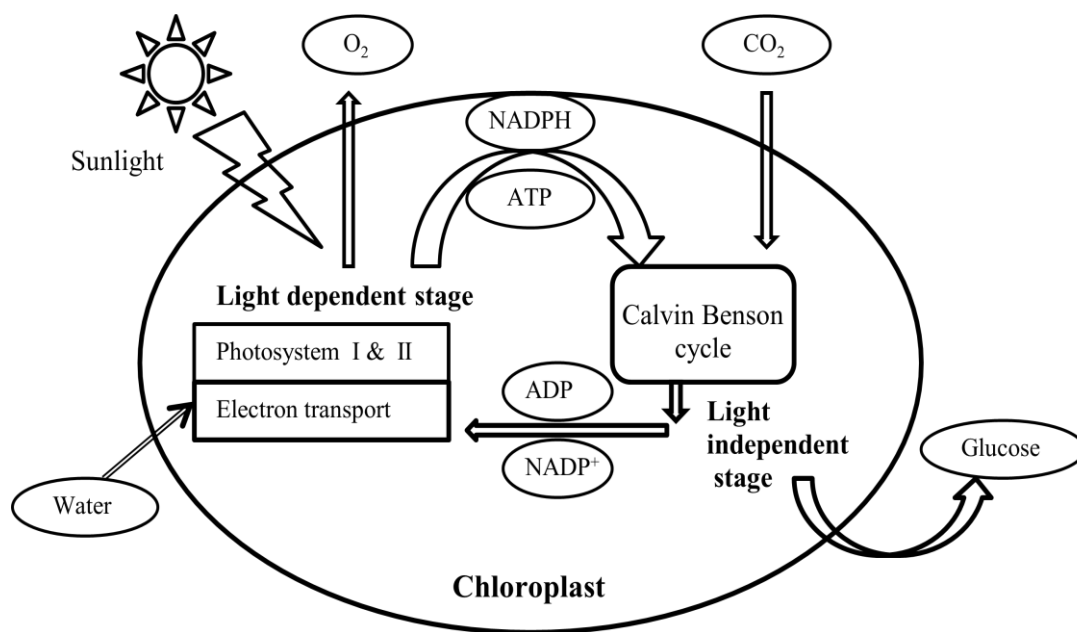 O₂
CO₂
NADPH
Sunlight
ATP
Light dependent stage
Calvin Benson
cycle
Photosystem I & II
ADP
Electron transport
Light
independent
stage
NADP⁺
Glucose
Water
Chloroplast